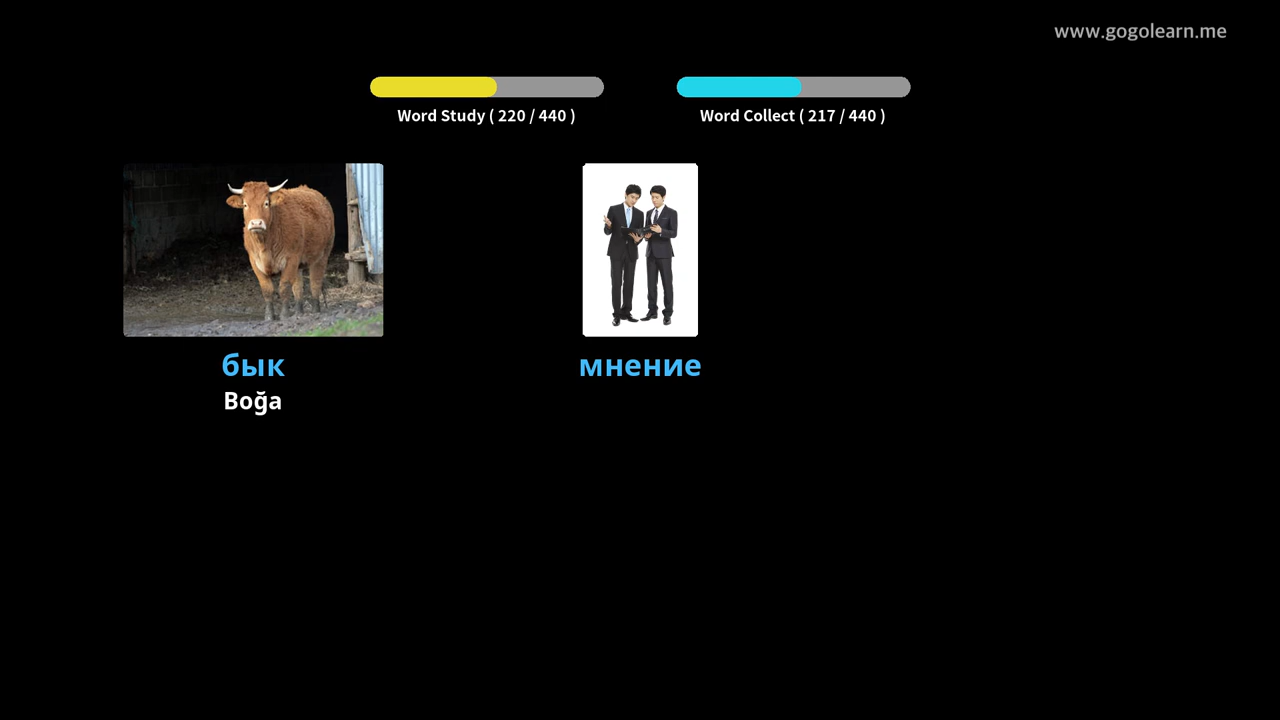 www.gogolearn.me
Word Study ( 220 / 440 )
Word Collect ( 217 / 440 )
бык
мнение
Boğa